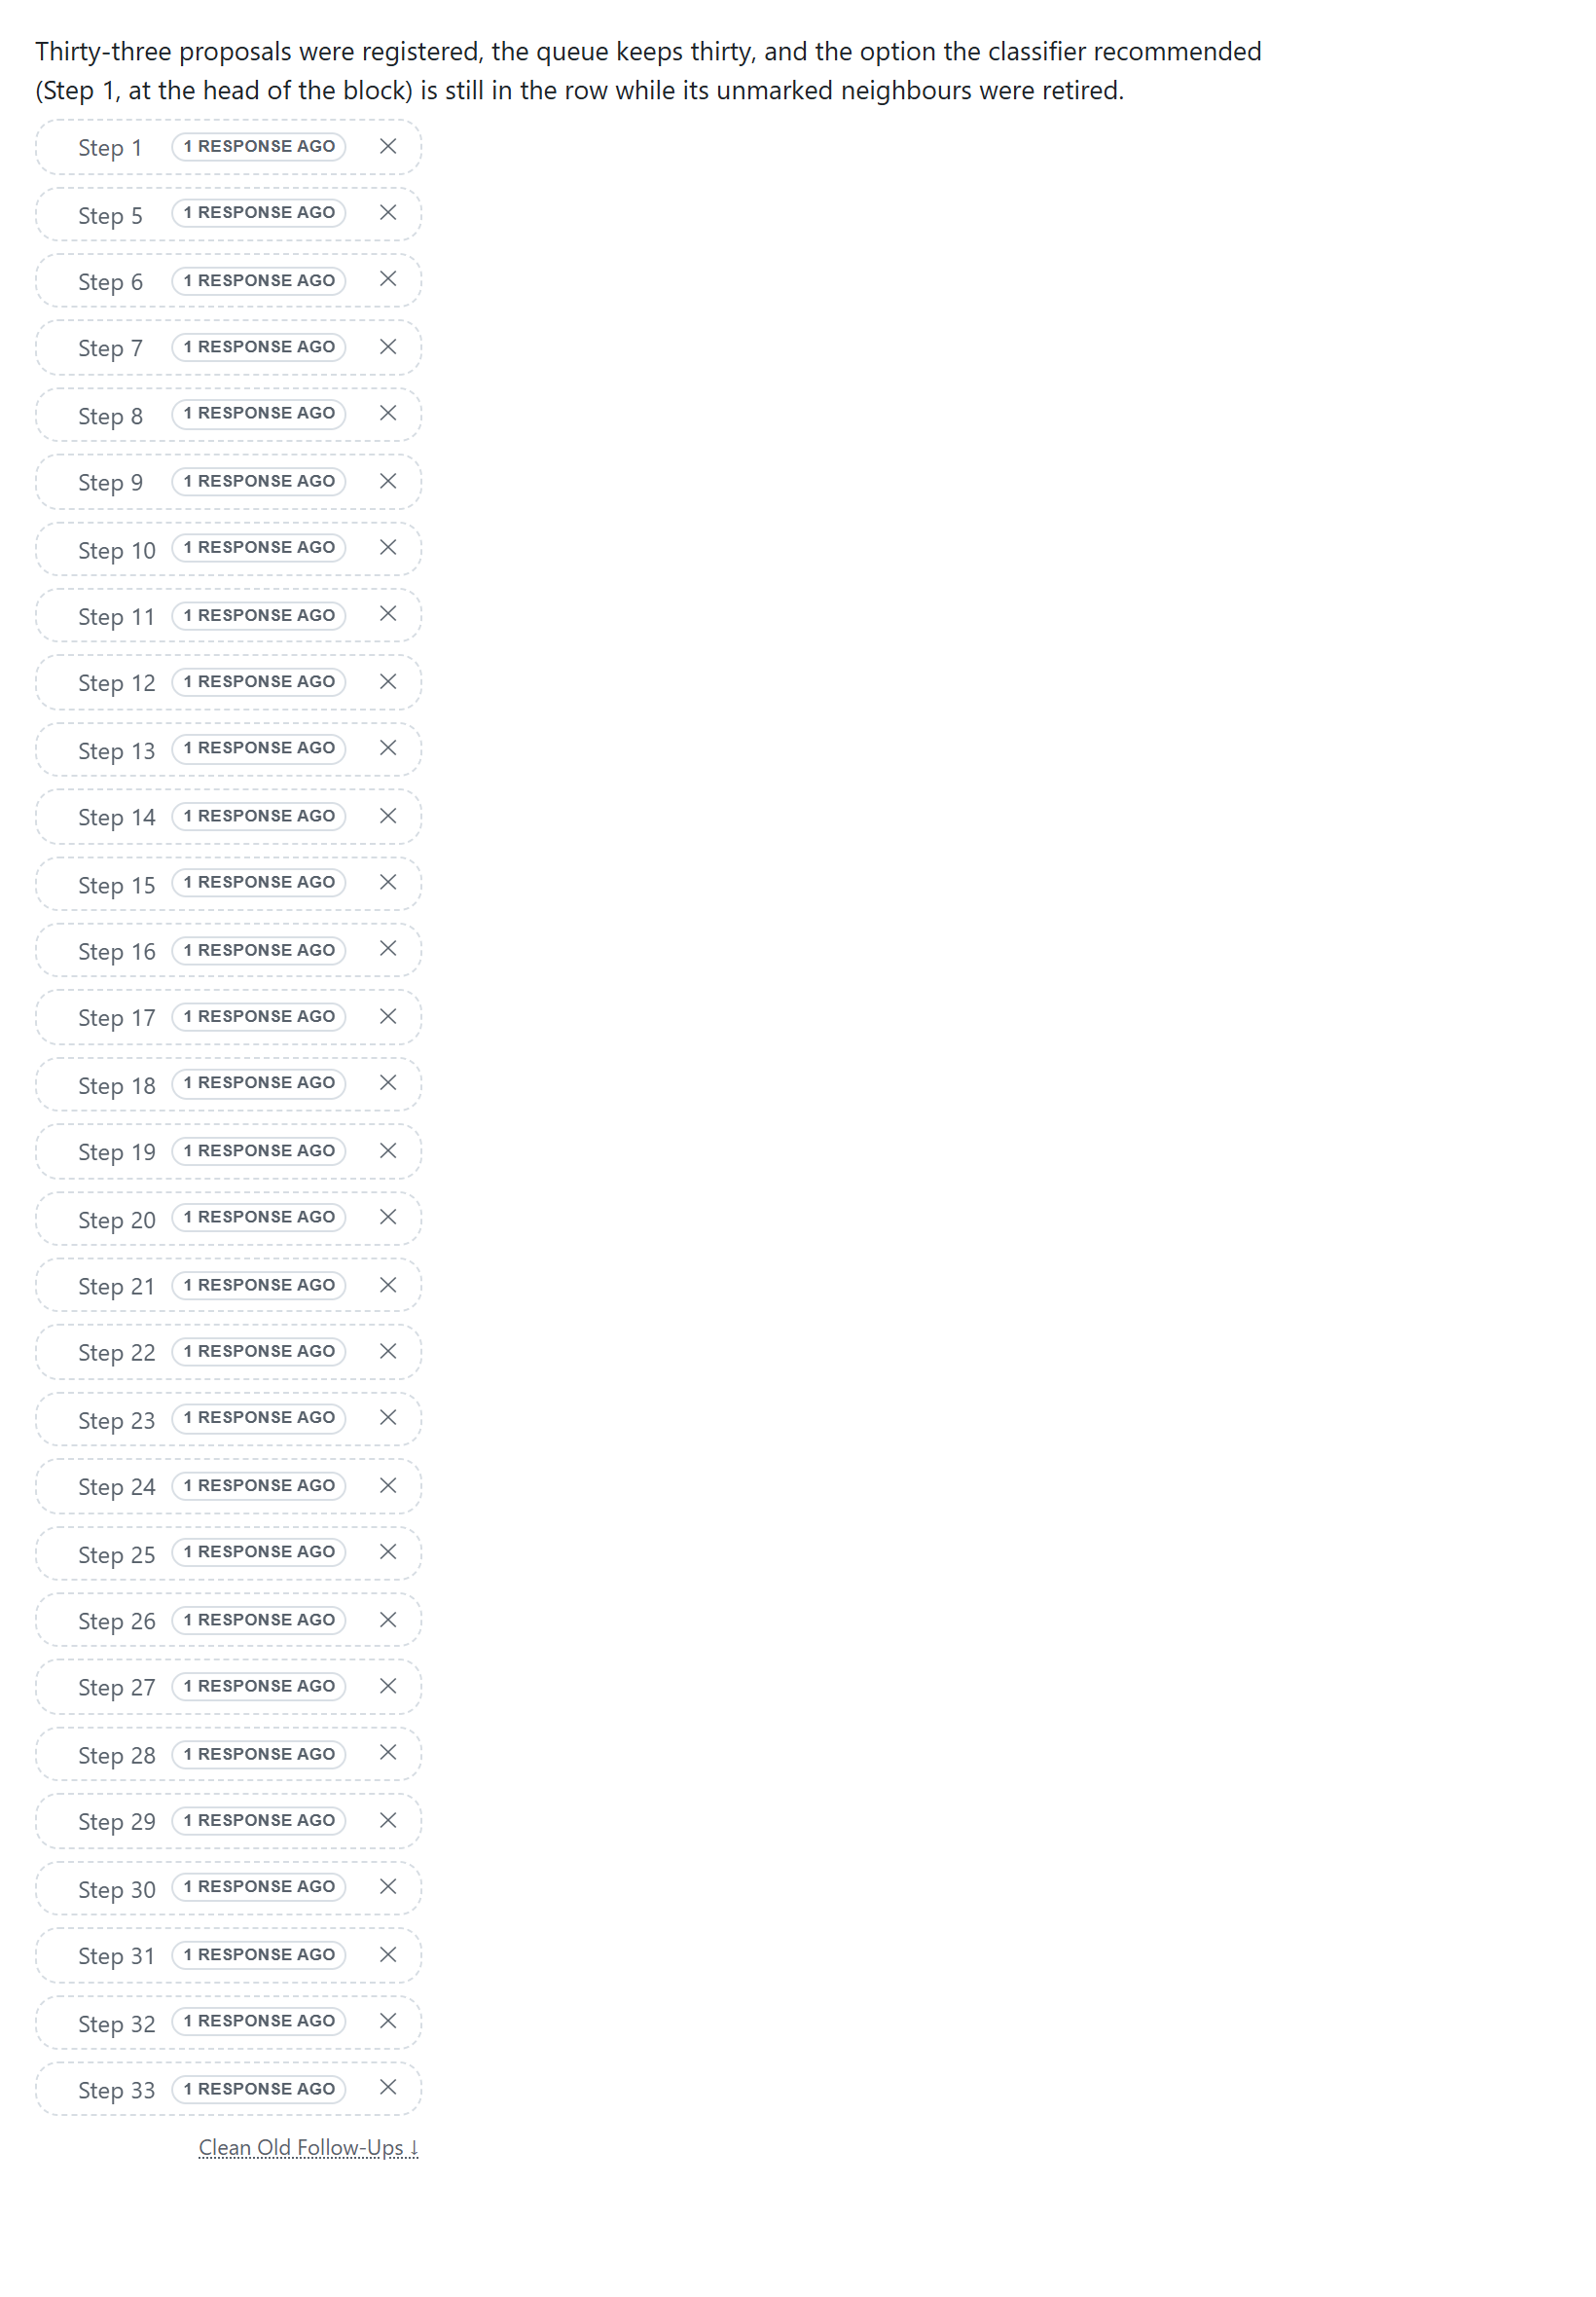 Thirty-three proposals were registered, the queue keeps thirty, and the option the classifier recommended
(Step 1, at the head of the block) is still in the row while its unmarked neighbours were retired.
Step 1 1 RESPONSE AGO ×
Step 5 1 RESPONSE AGO ×
Step 6 1 RESPONSE AGO ×
Step 7 1 RESPONSE AGO ×
Step 8 1 RESPONSE AGO ×
Step 9 1 RESPONSE AGO ×
Step 10 1 RESPONSE AGO ×
Step 11 1 RESPONSE AGO ×
Step 12 1 RESPONSE AGO ×
Step 13 1 RESPONSE AGO ×
Step 14 1 RESPONSE AGO ×
Step 15 1 RESPONSE AGO ×
Step 16 1 RESPONSE AGO ×
Step 17 1 RESPONSE AGO ×
Step 18 1 RESPONSE AGO ×
Step 19 1 RESPONSE AGO ×
Step 20 1 RESPONSE AGO ×
Step 21 1 RESPONSE AGO ×
Step 22 1 RESPONSE AGO ×
Step 23 1 RESPONSE AGO ×
Step 24 1 RESPONSE AGO ×
Step 25 1 RESPONSE AGO ×
Step 26 1 RESPONSE AGO ×
Step 27 1 RESPONSE AGO ×
Step 28 1 RESPONSE AGO ×
Step 29 1 RESPONSE AGO ×
Step 30 1 RESPONSE AGO ×
Step 31 1 RESPONSE AGO ×
Step 32 1 RESPONSE AGO ×
Step 33 1 RESPONSE AGO ×
Clean Old Follow-Ups ↓